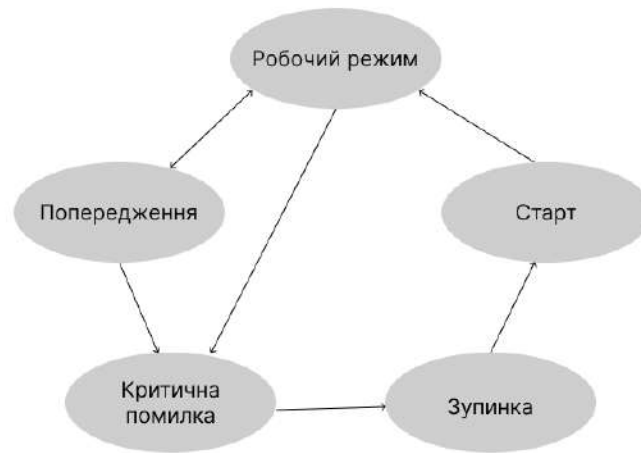 Робочий режим
Попередження
Старт
Критична
помилка
Зупинка